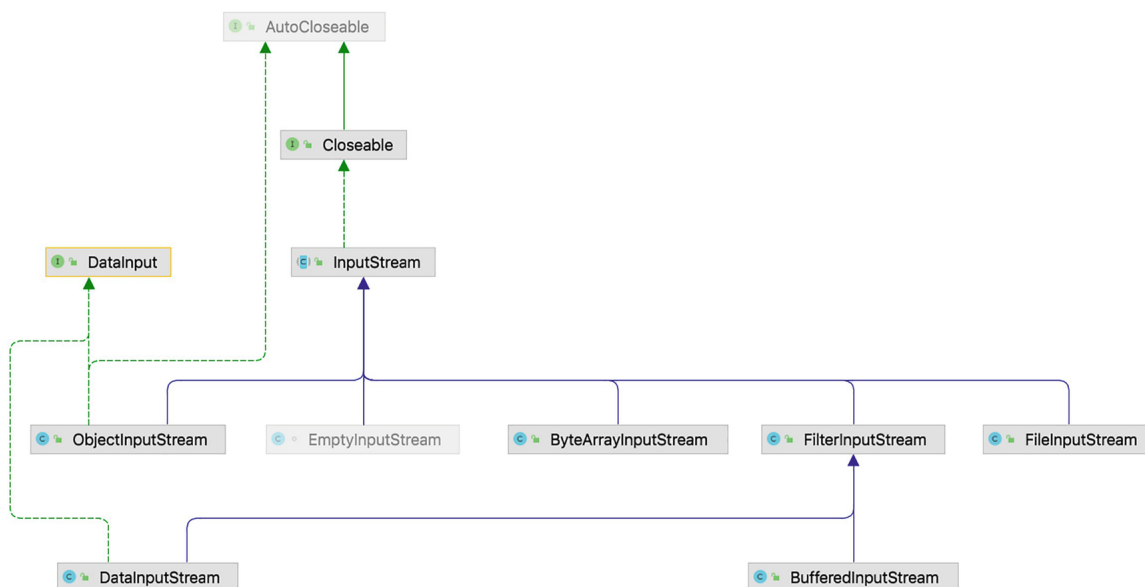 AutoCloseable
Closeable
DataInput
InputStream
ObjectInputStream
EmptyInputStream
ByteArrayInputStream
FilterInputStream
FileInputStream
DataInputStream
BufferedInputStream